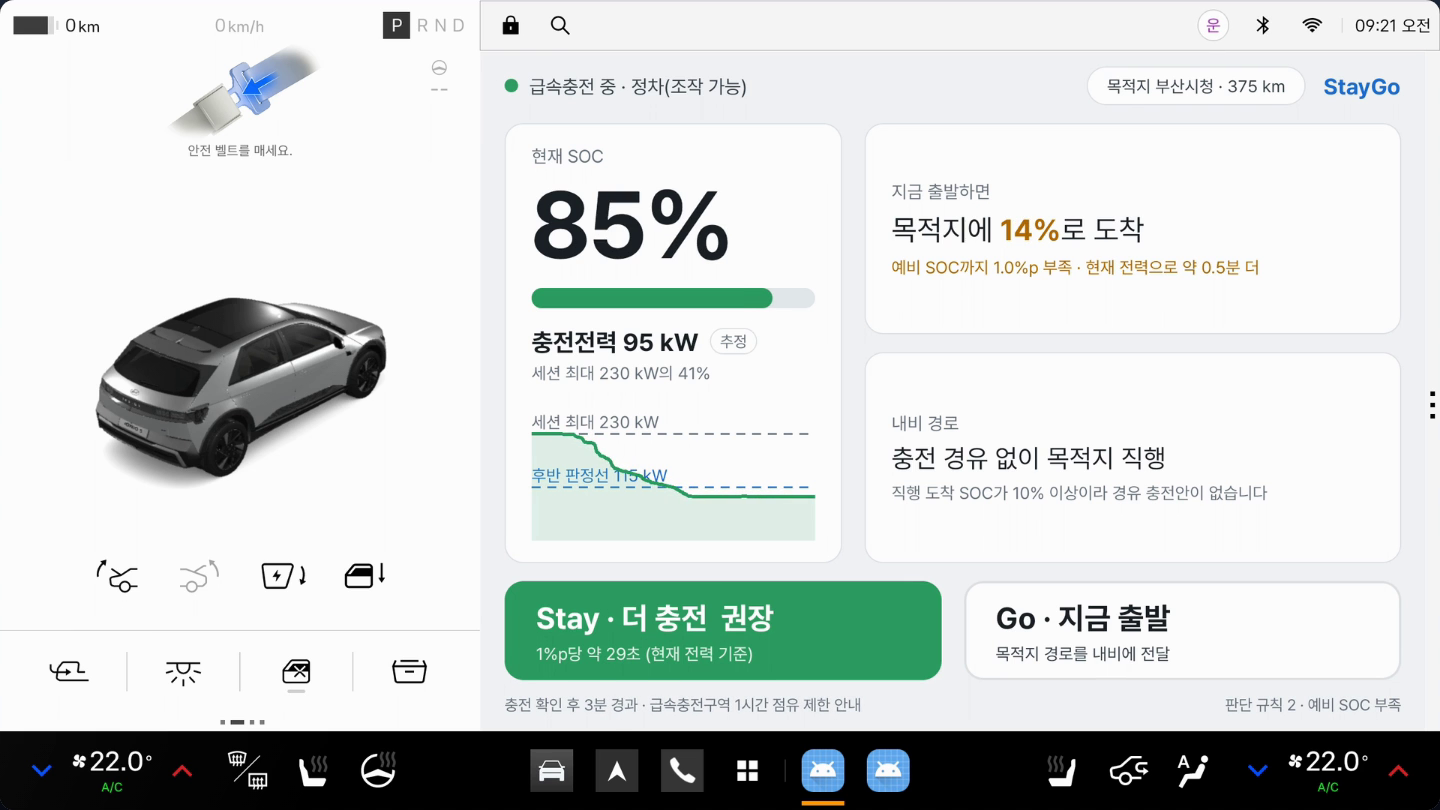 0 km
0 km/h
P R N D
운
09:21 오전
안전 벨트를 매세요.
급속충전 중 · 정차(조작 가능)
목적지 부산시청 · 375 km
StayGo
현재 SOC
85%
충전전력 95 kW
추정
세션 최대 230 kW의 41%
세션 최대 230 kW
후반 판정선 115 kW
지금 출발하면
목적지에 14%로 도착
예비 SOC까지 1.0%p 부족 · 현재 전력으로 약 0.5분 더
내비 경로
충전 경유 없이 목적지 직행
직행 도착 SOC가 10% 이상이라 경유 충전안이 없습니다
Stay · 더 충전 권장
1%p당 약 29초 (현재 전력 기준)
Go · 지금 출발
목적지 경로를 내비에 전달
충전 확인 후 3분 경과 · 급속충전구역 1시간 점유 제한 안내
판단 규칙 2 · 예비 SOC 부족
22.0°
A/C
A
22.0°
A/C